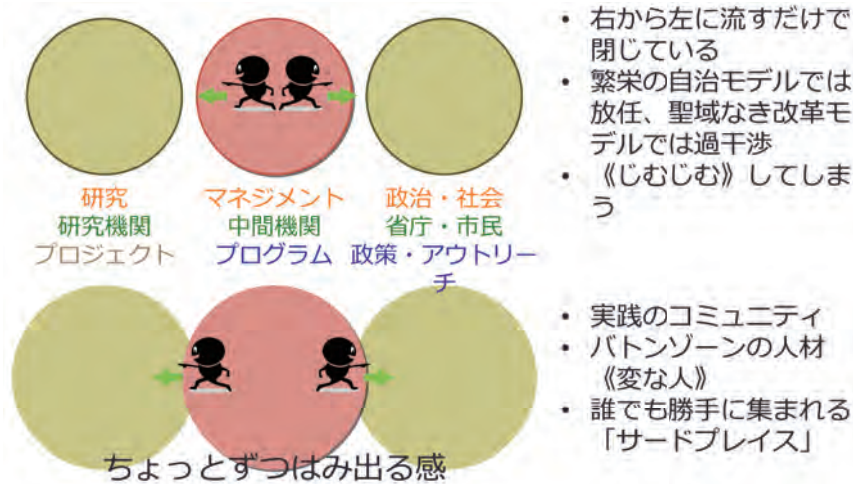 • 右から左に流すだけで
閉じている
• 繁栄の自治モデルでは
放任、聖域なき改革モ
デルでは過干渉
• 《じむじむ》してしま
う
研究 マネジメント 政治・社会
研究機関 中間機関 省庁・市民
プロジェクト プログラム 政策・アウトリー
チ
• 実践のコミュニティ
• バトンゾーンの人材
《変な人》
• 誰でも勝手に集まれる
「サードプレイス」
ちょっとずつはみ出る感